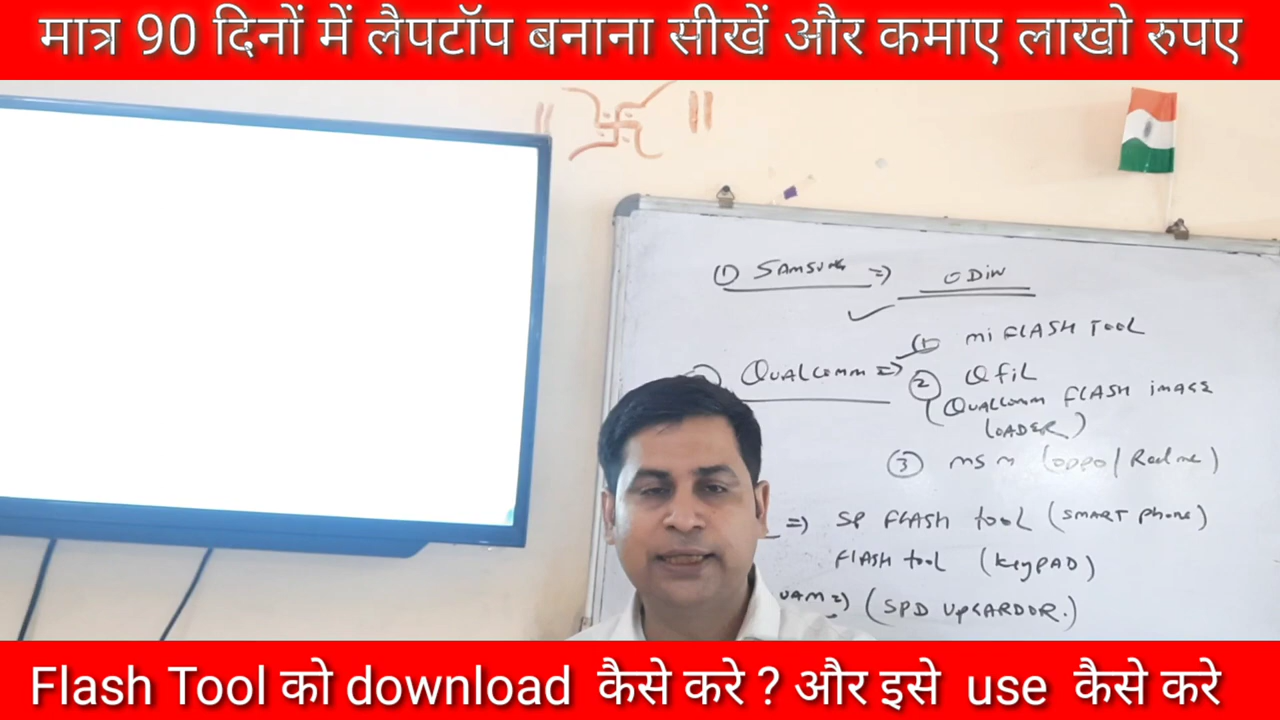 मात्र 90 दिनों में लैपटॉप बनाना सीखें और कमाए लाखो रुपए
① SAMSUNG => ODIN
QUALCOMM => ① mi FLASH TOOL
② QFIL
(QUALCOMM FLASH IMAGE
LOADER)
③ MSM (OPPO/Realme)
=> SP FLASH TOOL (SMART Phone)
FLASH tool (KEYPAD)
=> (SPD UPGARDOR.)
Flash Tool को download कैसे करे ? और इसे use कैसे करे